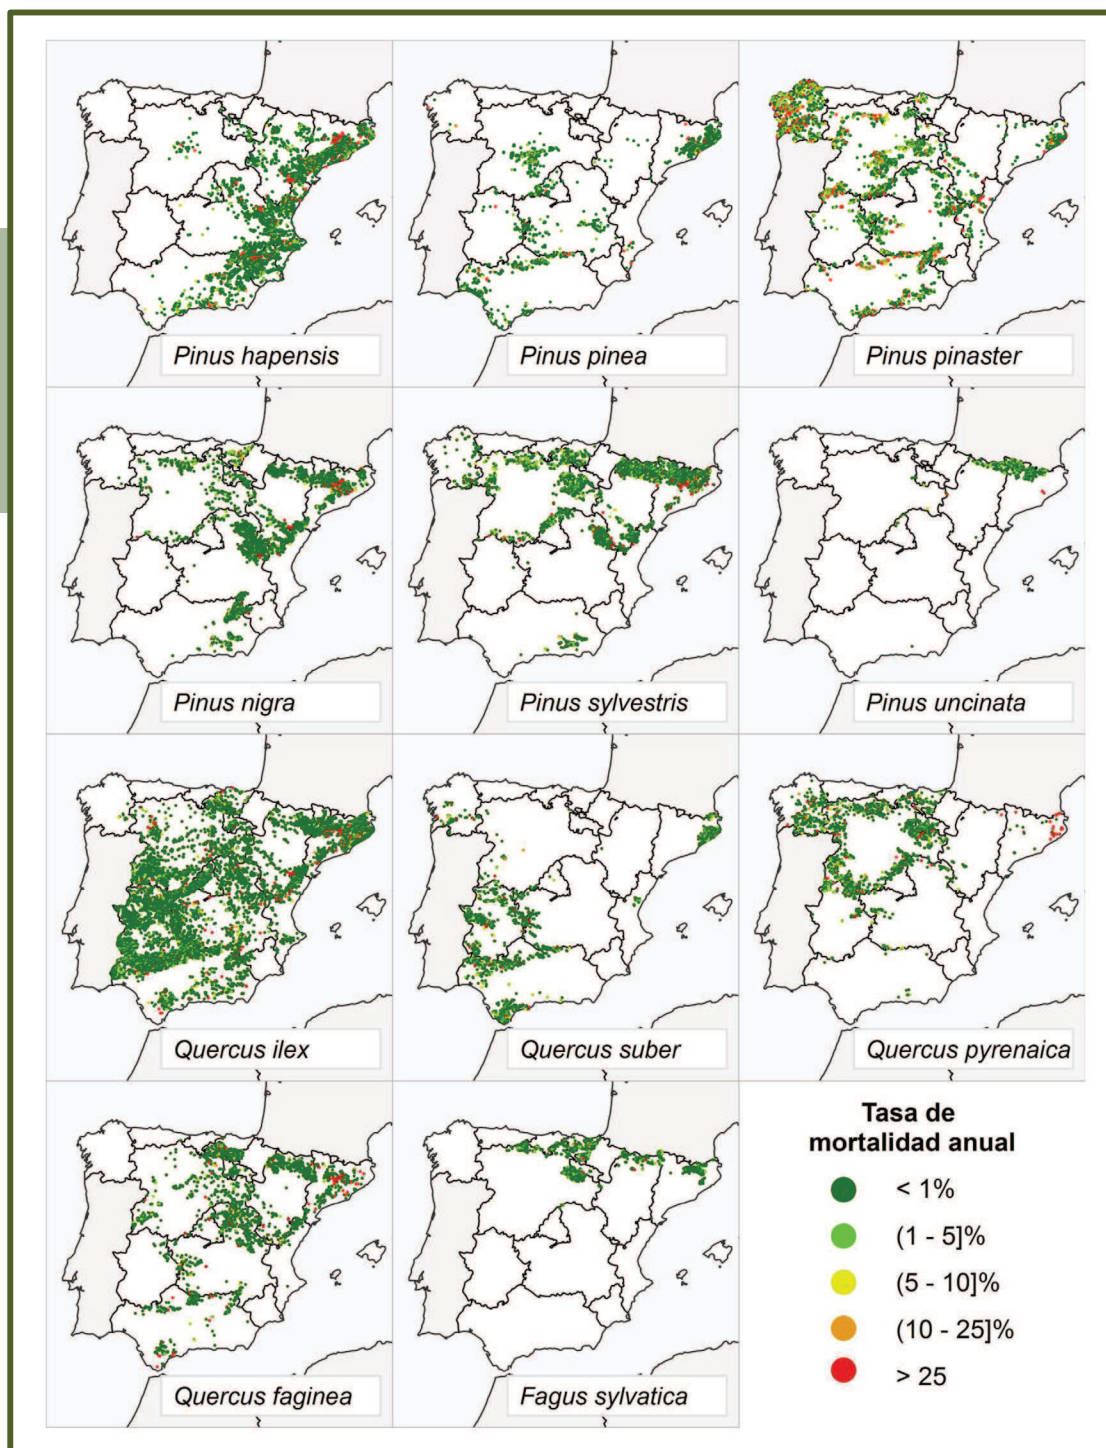 Pinus hapensis
Pinus pinea
Pinus pinaster
Pinus nigra
Pinus sylvestris
Pinus uncinata
Quercus ilex
Quercus suber
Quercus pyrenaica
Quercus faginea
Fagus sylvatica
Tasa de
mortalidad anual
< 1%
(1 - 5]%
(5 - 10]%
(10 - 25]%
> 25